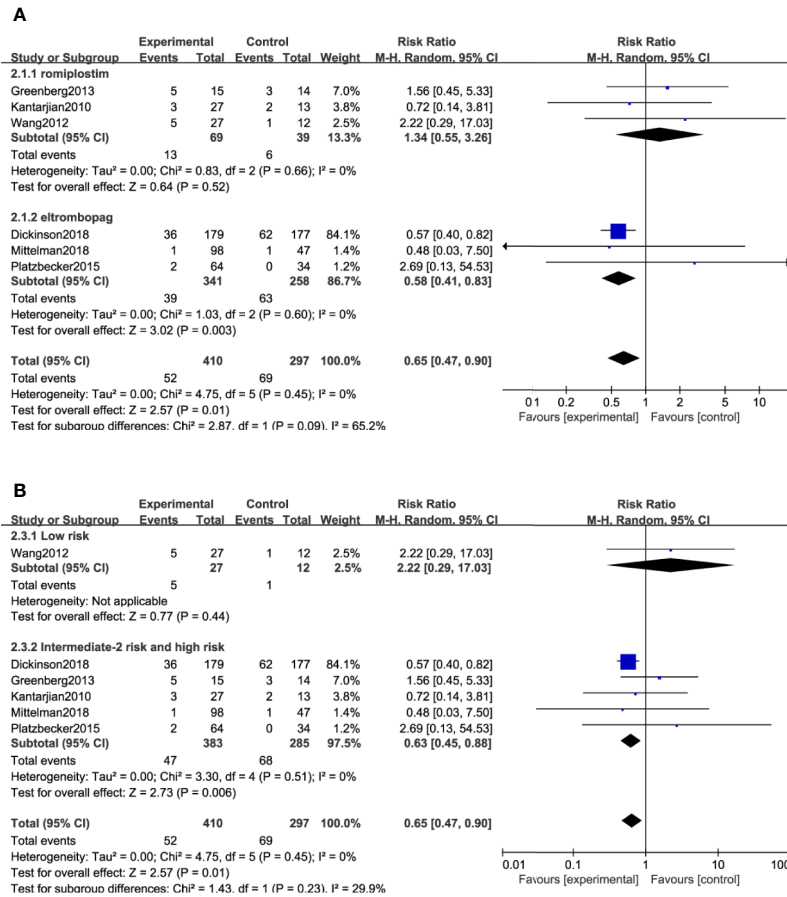 A
Experimental Control Risk Ratio Risk Ratio
Study or Subgroup Events Total Events Total Weight M-H. Random. 95% CI M-H. Random. 95% CI
2.1.1 romiplostim
Greenberg2013 5 15 3 14 7.0% 1.56 [0.45, 5.33]
Kantarjian2010 3 27 2 13 3.8% 0.72 [0.14, 3.81]
Wang2012 5 27 1 12 2.5% 2.22 [0.29, 17.03]
Subtotal (95% CI) 69 39 13.3% 1.34 [0.55, 3.26]
Total events 13 6
Heterogeneity: Tau² = 0.00; Chi² = 0.83, df = 2 (P = 0.66); I² = 0%
Test for overall effect: Z = 0.64 (P = 0.52)
2.1.2 eltrombopag
Dickinson2018 36 179 62 177 84.1% 0.57 [0.40, 0.82]
Mittelman2018 1 98 1 47 1.4% 0.48 [0.03, 7.50]
Platzbecker2015 2 64 0 34 1.2% 2.69 [0.13, 54.53]
Subtotal (95% CI) 341 258 86.7% 0.58 [0.41, 0.83]
Total events 39 63
Heterogeneity: Tau² = 0.00; Chi² = 1.03, df = 2 (P = 0.60); I² = 0%
Test for overall effect: Z = 3.02 (P = 0.003)
Total (95% CI) 410 297 100.0% 0.65 [0.47, 0.90]
Total events 52 69
Heterogeneity: Tau² = 0.00; Chi² = 4.75, df = 5 (P = 0.45); I² = 0%
Test for overall effect: Z = 2.57 (P = 0.01)
Test for subgroup differences: Chi² = 2.87. df = 1 (P = 0.09). I² = 65.2%
0.1 0.2 0.5 1 2 5 10
Favours [experimental] Favours [control]
B
Experimental Control Risk Ratio Risk Ratio
Study or Subgroup Events Total Events Total Weight M-H. Random. 95% CI M-H. Random. 95% CI
2.3.1 Low risk
Wang2012 5 27 1 12 2.5% 2.22 [0.29, 17.03]
Subtotal (95% CI) 27 12 2.5% 2.22 [0.29, 17.03]
Total events 5 1
Heterogeneity: Not applicable
Test for overall effect: Z = 0.77 (P = 0.44)
2.3.2 Intermediate-2 risk and high risk
Dickinson2018 36 179 62 177 84.1% 0.57 [0.40, 0.82]
Greenberg2013 5 15 3 14 7.0% 1.56 [0.45, 5.33]
Kantarjian2010 3 27 2 13 3.8% 0.72 [0.14, 3.81]
Mittelman2018 1 98 1 47 1.4% 0.48 [0.03, 7.50]
Platzbecker2015 2 64 0 34 1.2% 2.69 [0.13, 54.53]
Subtotal (95% CI) 383 285 97.5% 0.63 [0.45, 0.88]
Total events 47 68
Heterogeneity: Tau² = 0.00; Chi² = 3.30, df = 4 (P = 0.51); I² = 0%
Test for overall effect: Z = 2.73 (P = 0.006)
Total (95% CI) 410 297 100.0% 0.65 [0.47, 0.90]
Total events 52 69
Heterogeneity: Tau² = 0.00; Chi² = 4.75, df = 5 (P = 0.45); I² = 0%
Test for overall effect: Z = 2.57 (P = 0.01)
Test for subgroup differences: Chi² = 1.43. df = 1 (P = 0.23). I² = 29.9%
0.01 0.1 1 10 100
Favours [experimental] Favours [control]